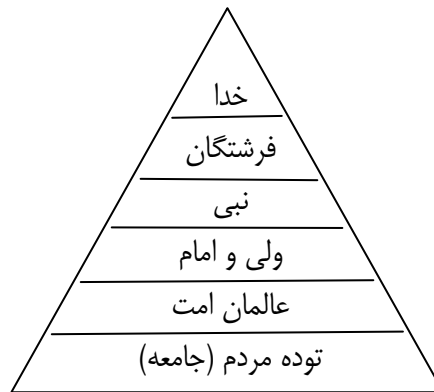 خدا
فرشتگان
نبی
ولی و امام
عالمان امت
توده مردم (جامعه)